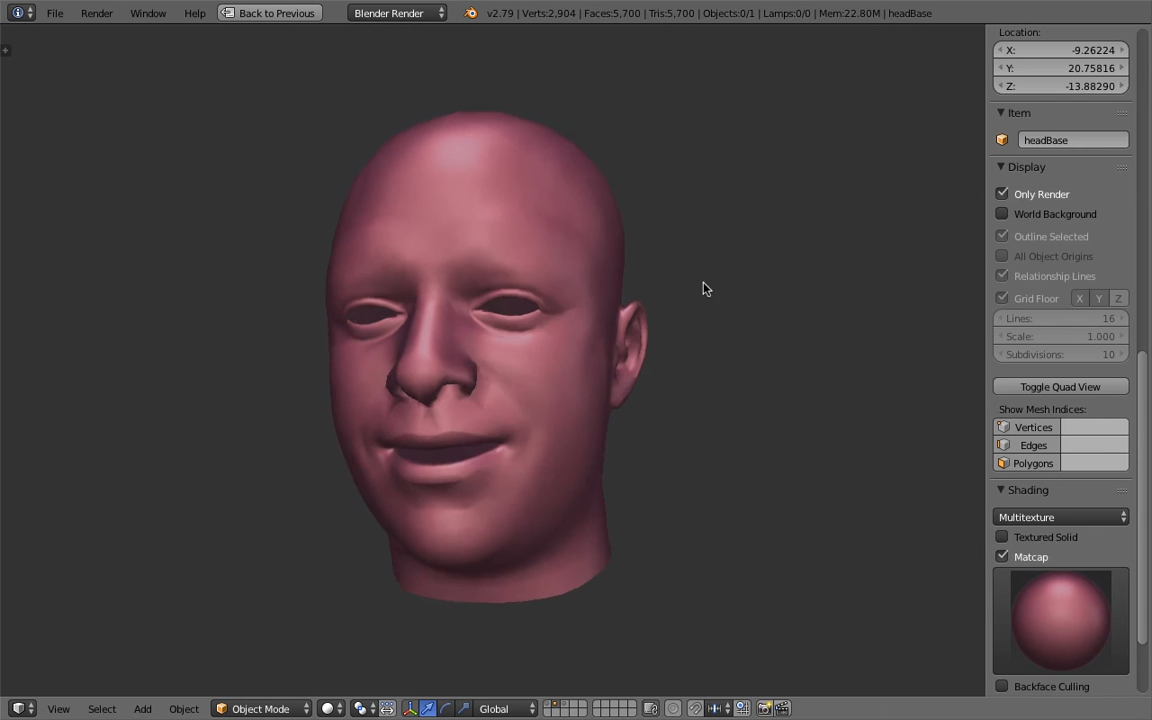 File Render Window Help Back to Previous Blender Render v2.79 | Verts:2,904 | Faces:5,700 | Tris:5,700 | Objects:0/1 | Lamps:0/0 | Mem:22.80M | headBase
Location:
X: -9.26224
Y: 20.75816
Z: -13.88290
Item
headBase
Display
Only Render
World Background
Outline Selected
All Object Origins
Relationship Lines
Grid Floor X Y Z
Lines: 16
Scale: 1.000
Subdivisions: 10
Toggle Quad View
Show Mesh Indices:
Vertices
Edges
Polygons
Shading
Multitexture
Textured Solid
Matcap
Backface Culling
View Select Add Object Object Mode Global